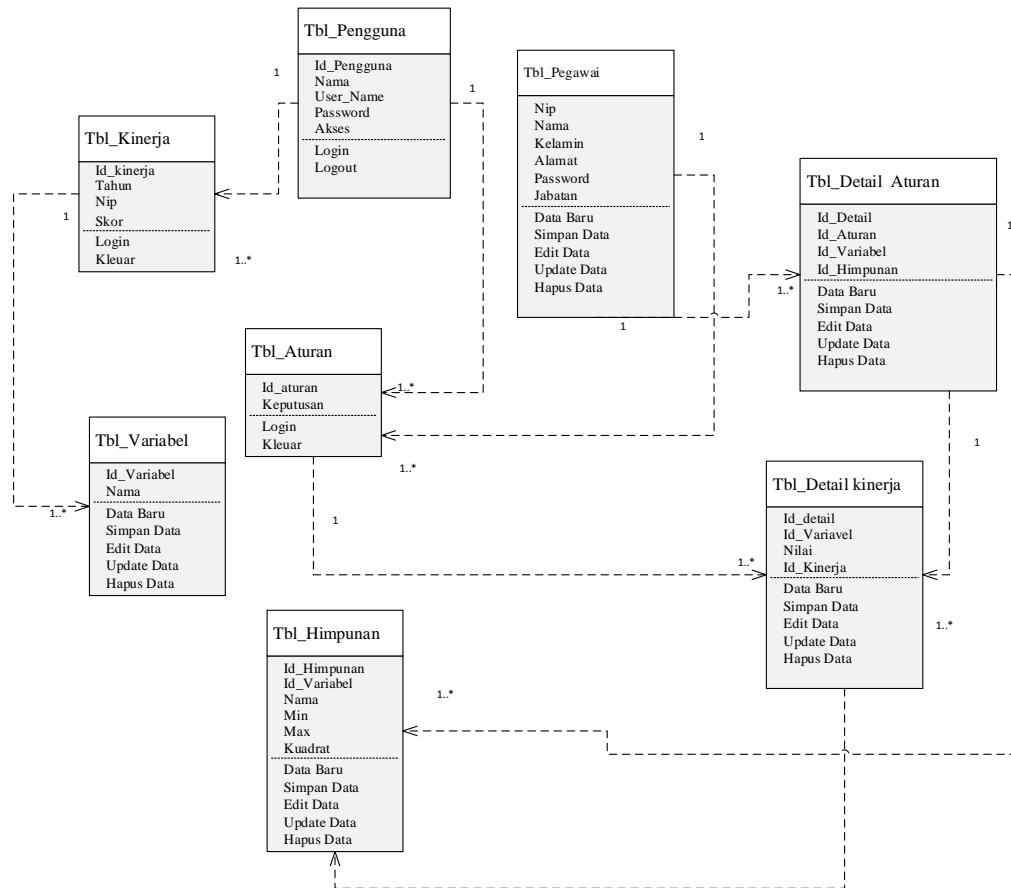 Tbl_Pengguna
Id_Pengguna
Nama
User_Name
Password
Akses
Login
Logout
1
1
Tbl_Pegawai
Nip
Nama
Kelamin
Alamat
Password
Jabatan
Data Baru
Simpan Data
Edit Data
Update Data
Hapus Data
1
1
Tbl_Kinerja
Id_kinerja
Tahun
Nip
Skor
Login
Kleuar
1
1..*
Tbl_Detail Aturan
Id_Detail
Id_Aturan
Id_Variabel
Id_Himpunan
Data Baru
Simpan Data
Edit Data
Update Data
Hapus Data
1..*
1
1
Tbl_Aturan
Id_aturan
Keputusan
Login
Kleuar
1..*
1..*
1
Tbl_Variabel
Id_Variabel
Nama
Data Baru
Simpan Data
Edit Data
Update Data
Hapus Data
1..*
Tbl_Detail kinerja
Id_detail
Id_Variavel
Nilai
Id_Kinerja
Data Baru
Simpan Data
Edit Data
Update Data
Hapus Data
1..*
1..*
Tbl_Himpunan
Id_Himpunan
Id_Variabel
Nama
Min
Max
Kuadrat
Data Baru
Simpan Data
Edit Data
Update Data
Hapus Data
1..*